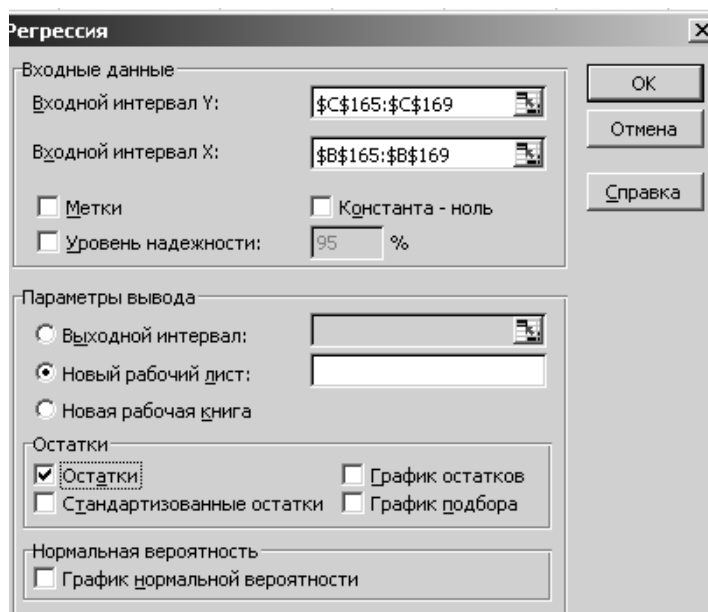 Регрессия
Входные данные
Входной интервал Y: $C$165:$C$169
Входной интервал X: $B$165:$B$169
Метки Константа - ноль
Уровень надежности: 95 %
OK
Отмена
Справка
Параметры вывода
Выходной интервал:
Новый рабочий лист:
Новая рабочая книга
Остатки
Остатки График остатков
Стандартизованные остатки График подбора
Нормальная вероятность
График нормальной вероятности